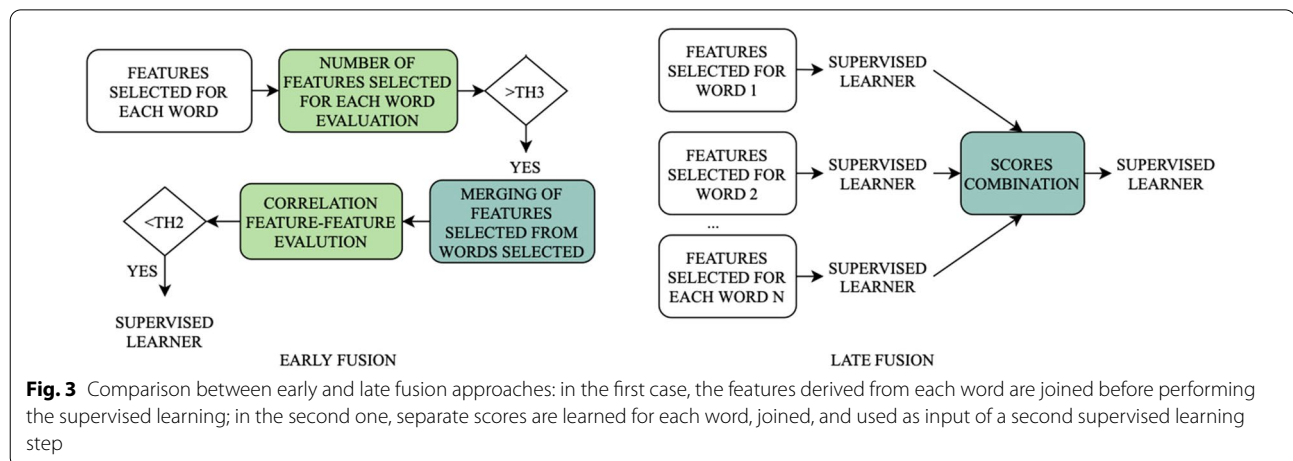 FEATURES
SELECTED FOR
EACH WORD
NUMBER OF
FEATURES SELECTED
FOR EACH WORD
EVALUATION
>TH3
YES
MERGING OF
FEATURES
SELECTED FROM
WORDS SELECTED
CORRELATION
FEATURE-FEATURE
EVALUTION
<TH2
YES
SUPERVISED
LEARNER
EARLY FUSION
FEATURES
SELECTED FOR
WORD 1
SUPERVISED
LEARNER
FEATURES
SELECTED FOR
WORD 2
SUPERVISED
LEARNER
...
FEATURES
SELECTED FOR
EACH WORD N
SUPERVISED
LEARNER
SCORES
COMBINATION
SUPERVISED
LEARNER
LATE FUSION
Fig. 3 Comparison between early and late fusion approaches: in the first case, the features derived from each word are joined before performing
the supervised learning; in the second one, separate scores are learned for each word, joined, and used as input of a second supervised learning
step